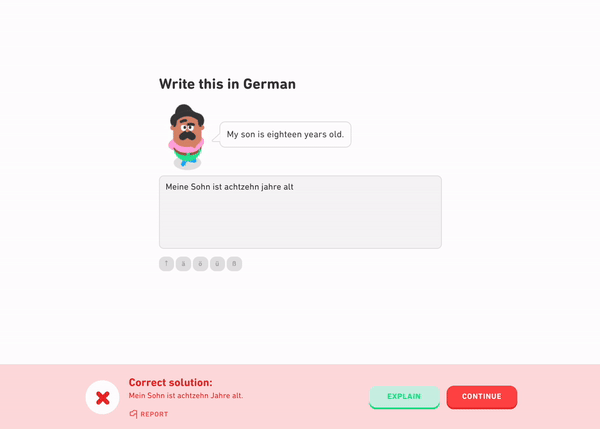 Write this in German
My son is eighteen years old.
Meine Sohn ist achtzehn jahre alt
↑ ä ö ü ß
Correct solution:
Mein Sohn ist achtzehn Jahre alt.
REPORT
EXPLAIN
CONTINUE